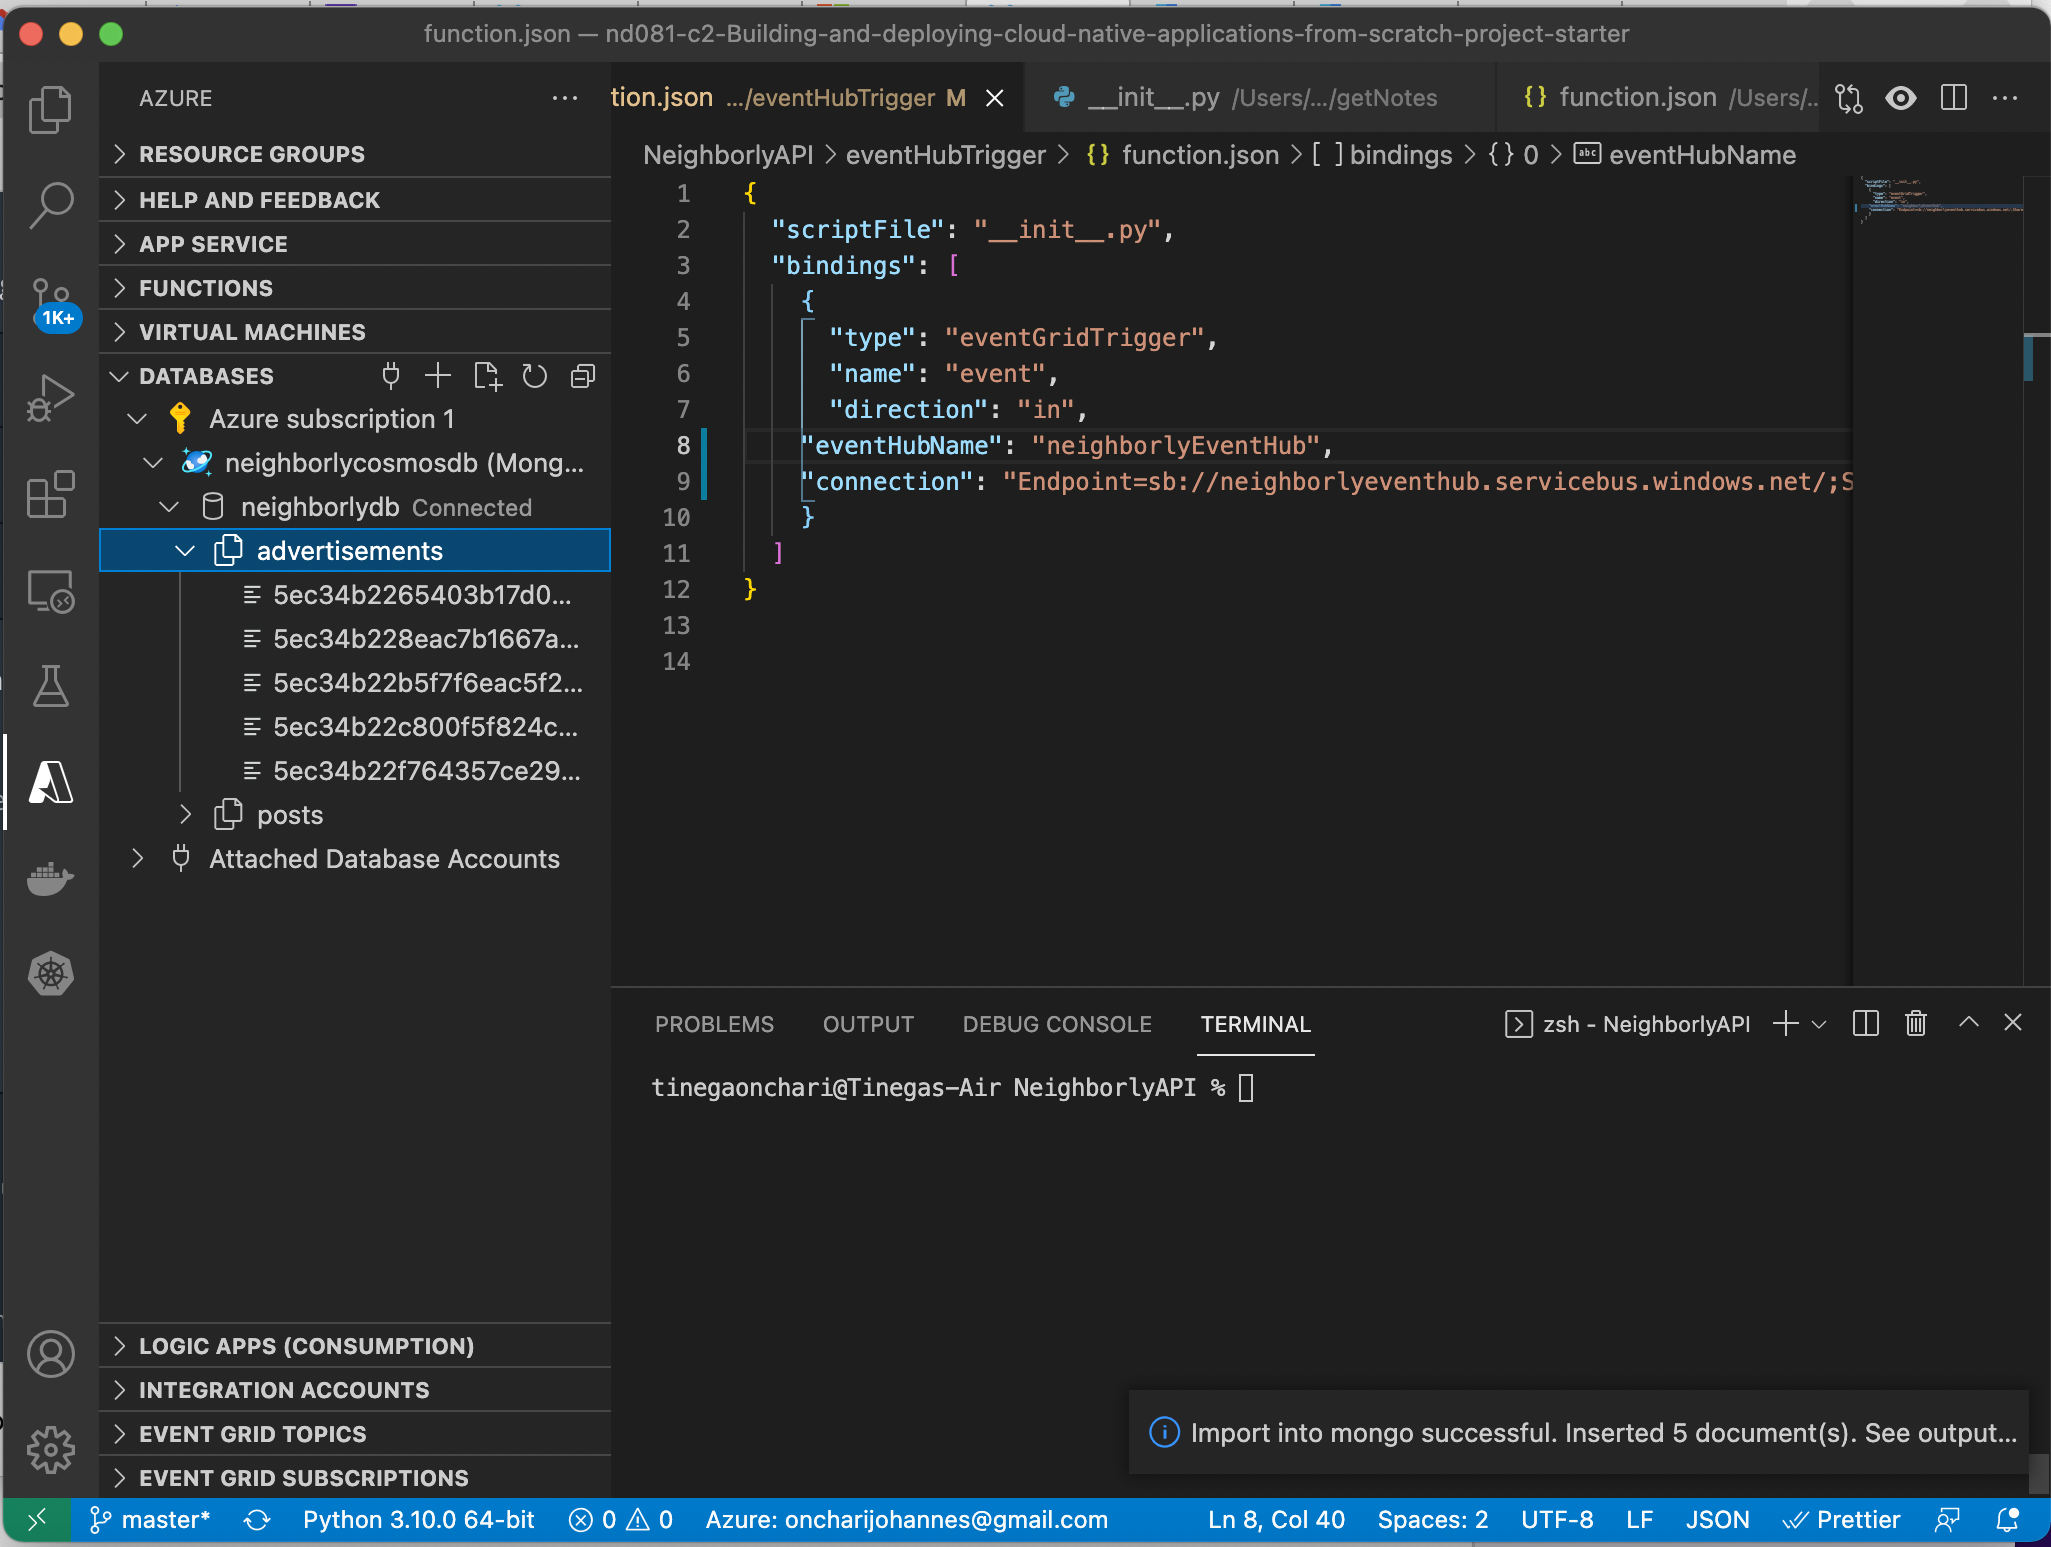 function.json — nd081-c2-Building-and-deploying-cloud-native-applications-from-scratch-project-starter
AZURE
tion.json .../eventHubTrigger M
__init__.py /Users/.../getNotes
{} function.json /Users/..
NeighborlyAPI > eventHubTrigger > {} function.json > [ ] bindings > {} 0 > abc eventHubName
RESOURCE GROUPS
HELP AND FEEDBACK
APP SERVICE
FUNCTIONS
VIRTUAL MACHINES
DATABASES
Azure subscription 1
neighborlycosmosdb (Mong...
neighborlydb Connected
advertisements
5ec34b2265403b17d0...
5ec34b228eac7b1667a...
5ec34b22b5f7f6eac5f2...
5ec34b22c800f5f824c...
5ec34b22f764357ce29...
posts
Attached Database Accounts
LOGIC APPS (CONSUMPTION)
INTEGRATION ACCOUNTS
EVENT GRID TOPICS
EVENT GRID SUBSCRIPTIONS
1K+
1 {
2 "scriptFile": "__init__.py",
3 "bindings": [
4 {
5 "type": "eventGridTrigger",
6 "name": "event",
7 "direction": "in",
8 "eventHubName": "neighborlyEventHub",
9 "connection": "Endpoint=sb://neighborlyeventhub.servicebus.windows.net/;S
10 }
11 ]
12 }
13
14
PROBLEMS OUTPUT DEBUG CONSOLE TERMINAL
zsh - NeighborlyAPI
tinegaonchari@Tinegas-Air NeighborlyAPI %
Import into mongo successful. Inserted 5 document(s). See output...
master* Python 3.10.0 64-bit 0 0 Azure: oncharijohannes@gmail.com Ln 8, Col 40 Spaces: 2 UTF-8 LF JSON Prettier